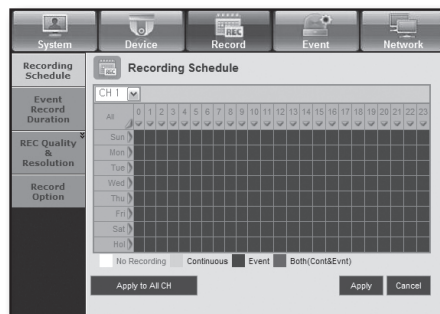 System Device Record Event Network
Recording
Schedule
Event
Record
Duration
REC Quality
&
Resolution
Record
Option
REC
Recording Schedule
CH 1
All 0 1 2 3 4 5 6 7 8 9 10 11 12 13 14 15 16 17 18 19 20 21 22 23
Sun
Mon
Tue
Wed
Thu
Fri
Sat
Hol
No Recording Continuous Event Both(Cont&Evnt)
Apply to All CH Apply Cancel